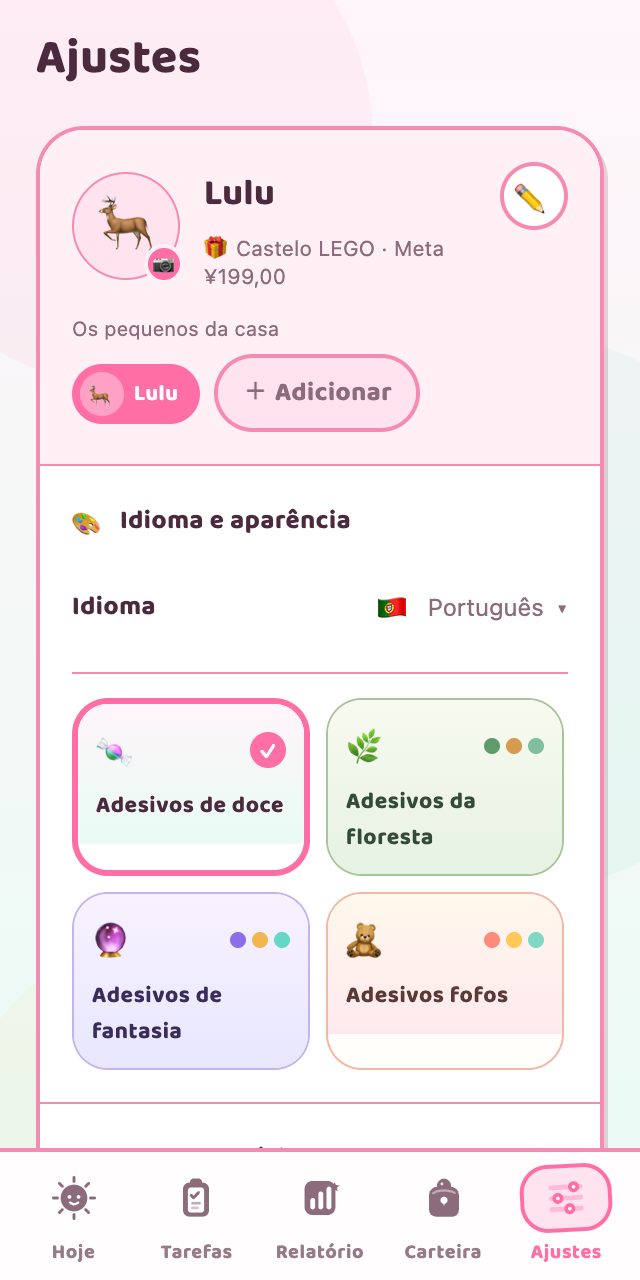 Ajustes
Lulu
🎁 Castelo LEGO · Meta
¥199,00
Os pequenos da casa
Lulu
+ Adicionar
Idioma e aparência
Idioma
Português
Adesivos de doce
Adesivos da
floresta
Adesivos de
fantasia
Adesivos fofos
Hoje
Tarefas
Relatório
Carteira
Ajustes